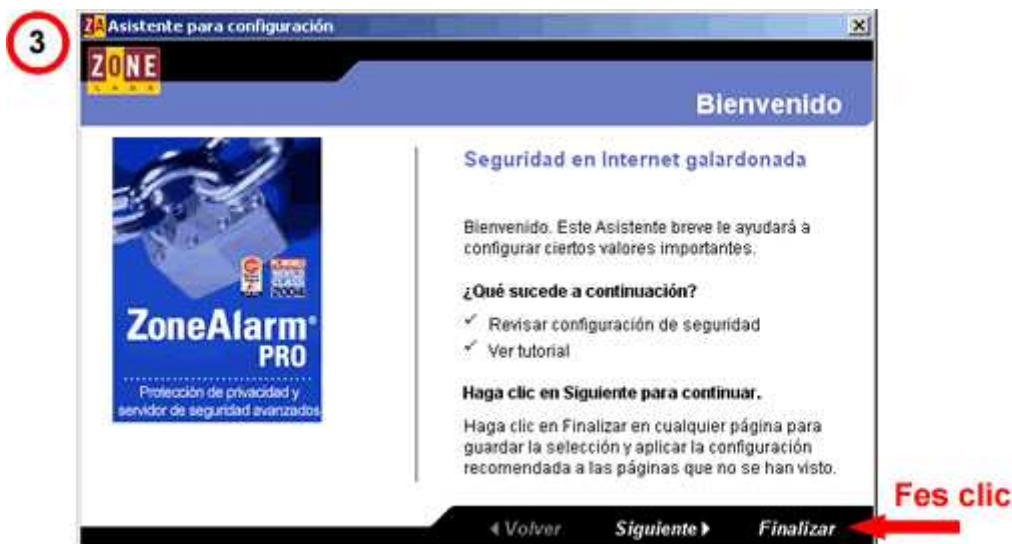 3
ZA Asistente para configuración
ZONE
LABS
Bienvenido
Seguridad en Internet galardonada
Bienvenido. Este Asistente breve le ayudará a
configurar ciertos valores importantes.
¿Qué sucede a continuación?
Revisar configuración de seguridad
Ver tutorial
Haga clic en Siguiente para continuar.
Haga clic en Finalizar en cualquier página para
guardar la selección y aplicar la configuración
recomendada a las páginas que no se han visto.
2004
ZoneAlarm®
PRO
Protección de privacidad y
servidor de seguridad avanzados
Volver Siguiente Finalizar
Fes clic